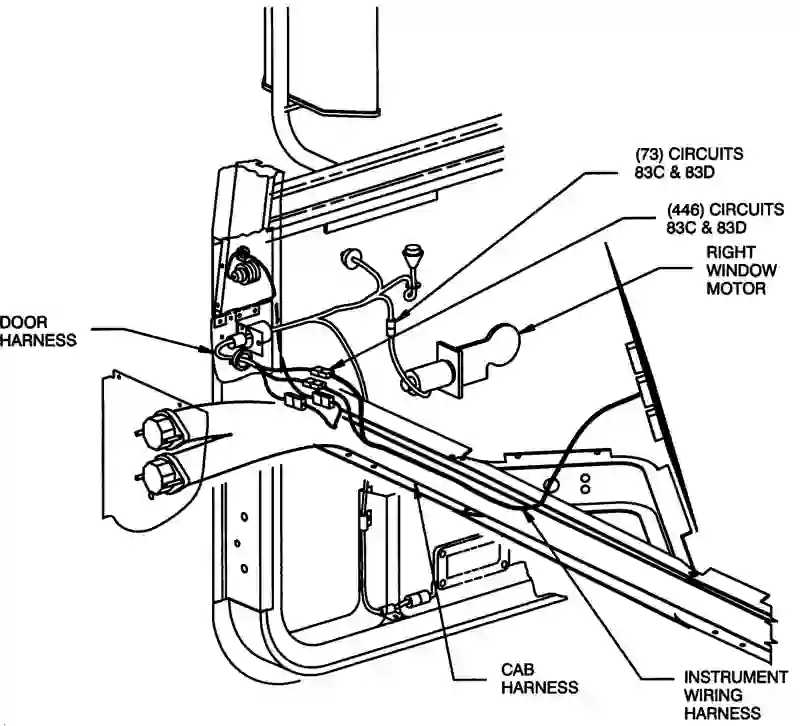 (73) CIRCUITS
83C & 83D
(446) CIRCUITS
83C & 83D
RIGHT
WINDOW
MOTOR
DOOR
HARNESS
CAB
HARNESS
INSTRUMENT
WIRING
HARNESS